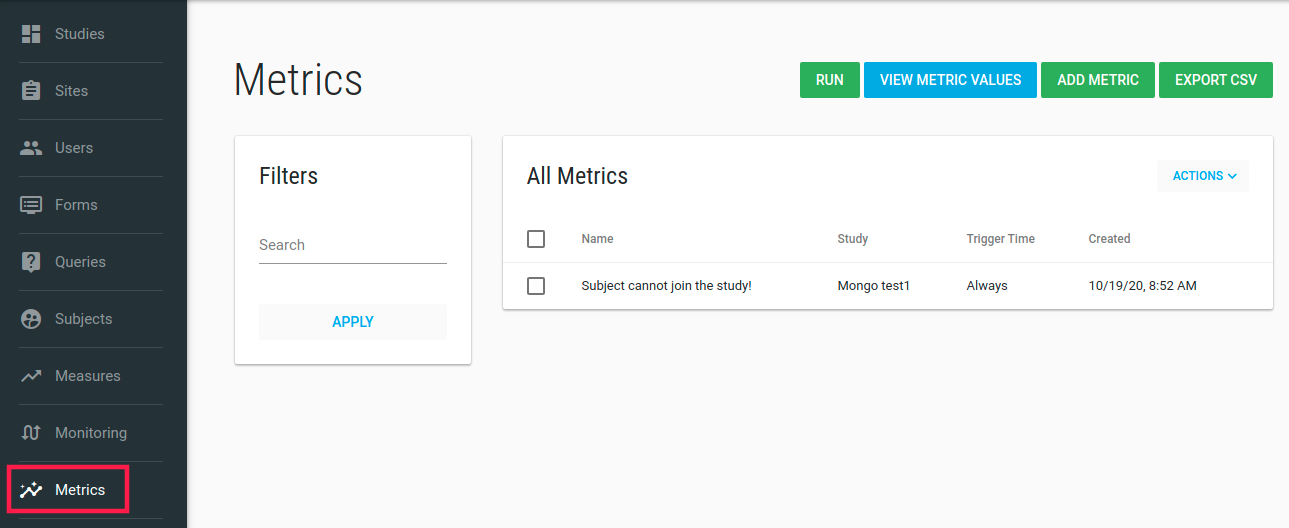 Studies
Sites
Users
Forms
Queries
Subjects
Measures
Monitoring
Metrics
Metrics
RUN
VIEW METRIC VALUES
ADD METRIC
EXPORT CSV
Filters
Search
APPLY
All Metrics
ACTIONS
Name Study Trigger Time Created
Subject cannot join the study! Mongo test1 Always 10/19/20, 8:52 AM